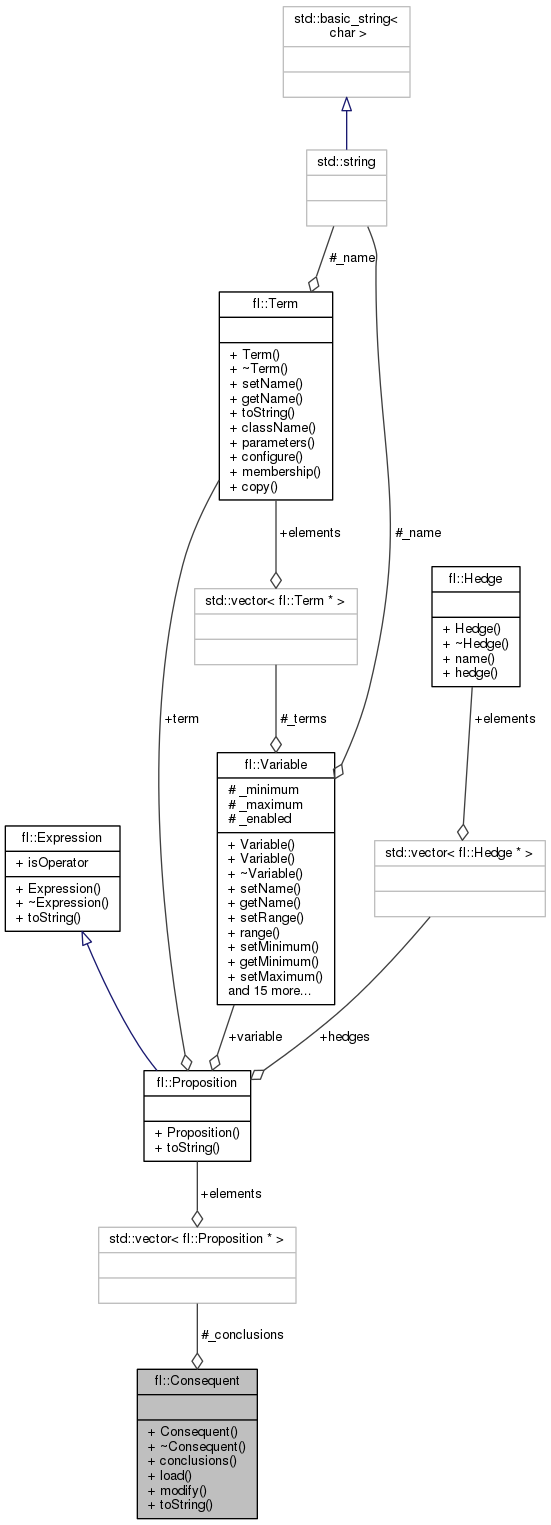 std::basic_string<
char >
std::string
#_name
fl::Term
+ Term()
+ ~Term()
+ setName()
+ getName()
+ toString()
+ className()
+ parameters()
+ configure()
+ membership()
+ copy()
+elements
#_name
std::vector< fl::Term * >
fl::Hedge
+ Hedge()
+ ~Hedge()
+ name()
+ hedge()
+term
#_terms
+elements
fl::Variable
# _minimum
# _maximum
# _enabled
+ Variable()
+ Variable()
+ ~Variable()
+ setName()
+ getName()
+ setRange()
+ range()
+ setMinimum()
+ getMinimum()
+ setMaximum()
and 15 more...
fl::Expression
+ isOperator
+ Expression()
+ ~Expression()
+ toString()
std::vector< fl::Hedge * >
+variable
+hedges
fl::Proposition
+ Proposition()
+ toString()
+elements
std::vector< fl::Proposition * >
#_conclusions
fl::Consequent
+ Consequent()
+ ~Consequent()
+ conclusions()
+ load()
+ modify()
+ toString()